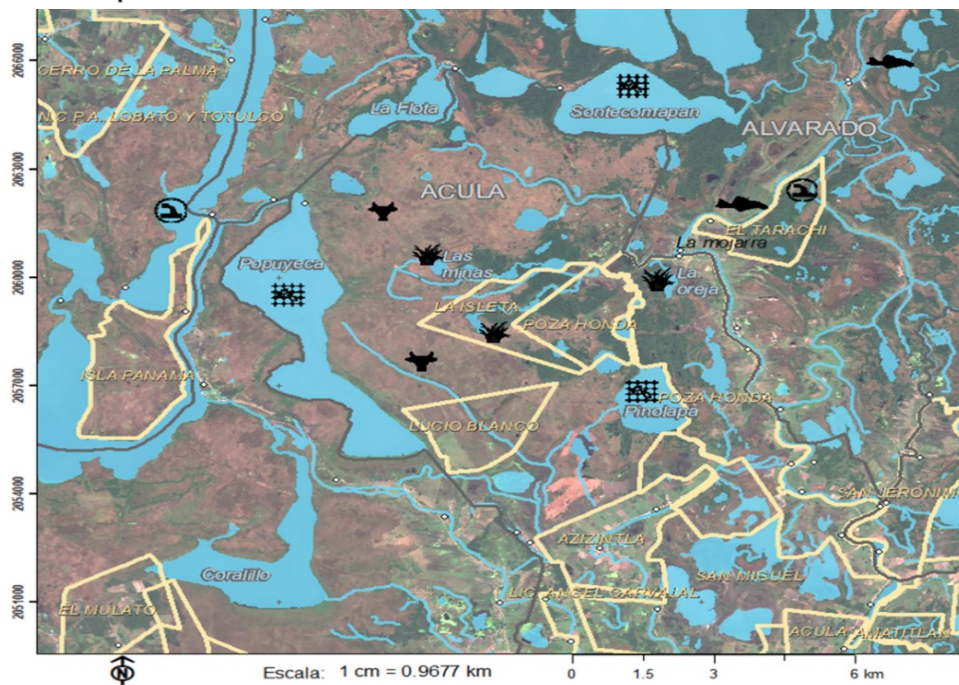 2066000
CERRO DE LA PALMA
La Flota
Sontecomapan
N.C.P.A. LOBATO Y TOTULCO
ALVARADO
2063000
ACULA
EL TARACHI
La mojarra
2060000
Popuyeca
Las
minas
La
oreja
LA ISLETA
POZA HONDA
2057000
ISLA PANAMA
POZA HONDA
Pinolapa
LUCIO BLANCO
2054000
SAN JERONIMO
AZIZINTLA
Coralillo
SAN MIGUEL
LIC. ANGEL CARVAJAL
2051000
EL MULATO
ACULA
AMATITLAN
N
Escala: 1 cm = 0.9677 km
0 1.5 3 6 km